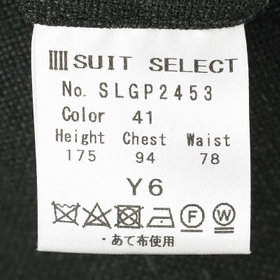 SUIT SELECT
No. SLGP2453
Color 41
Height Chest Waist
175 94 78
Y6
F W
・あて布使用